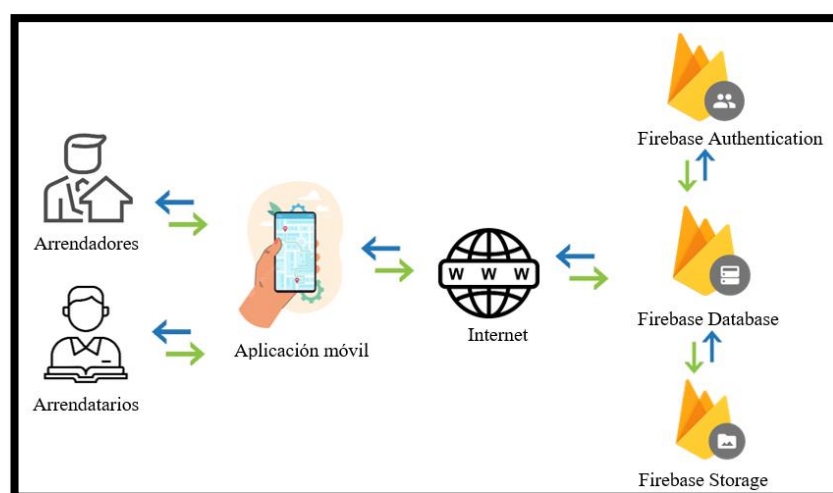 Firebase Authentication
Arrendadores
W W W
Internet
Firebase Database
Aplicación móvil
Arrendatarios
Firebase Storage